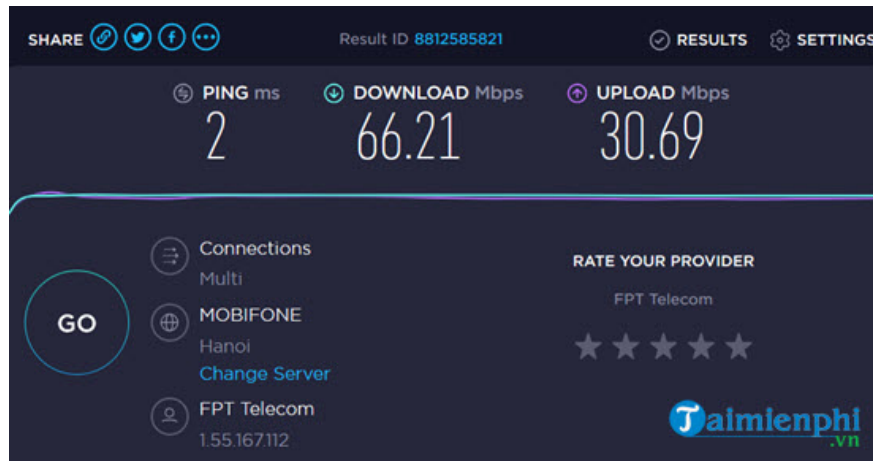 SHARE Result ID 8812585821 RESULTS SETTINGS
PING ms DOWNLOAD Mbps UPLOAD Mbps
2 66.21 30.69
Connections
Multi
RATE YOUR PROVIDER
FPT Telecom
GO
MOBIFONE
Hanoi
Change Server
FPT Telecom
1.55.167.112
Taimienphi
.vn